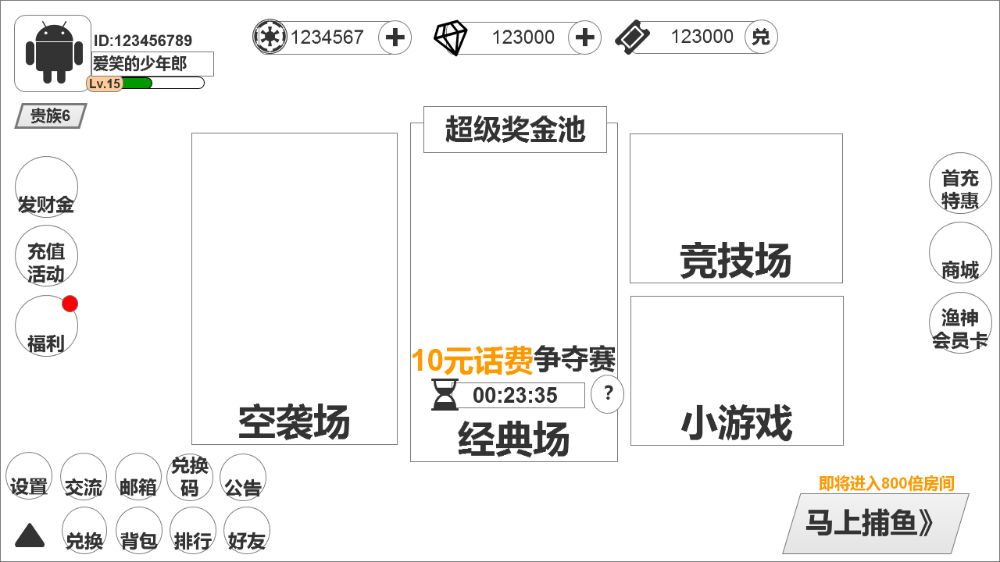 ID:123456789
爱笑的少年郎
Lv.15
贵族6
1234567
123000
123000
兑
发财金
充值
活动
福利
超级奖金池
空袭场
10元话费争夺赛
00:23:35
?
经典场
竞技场
小游戏
首充
特惠
商城
渔神
会员卡
设置
交流
邮箱
兑换
码
公告
兑换
背包
排行
好友
即将进入800倍房间
马上捕鱼》